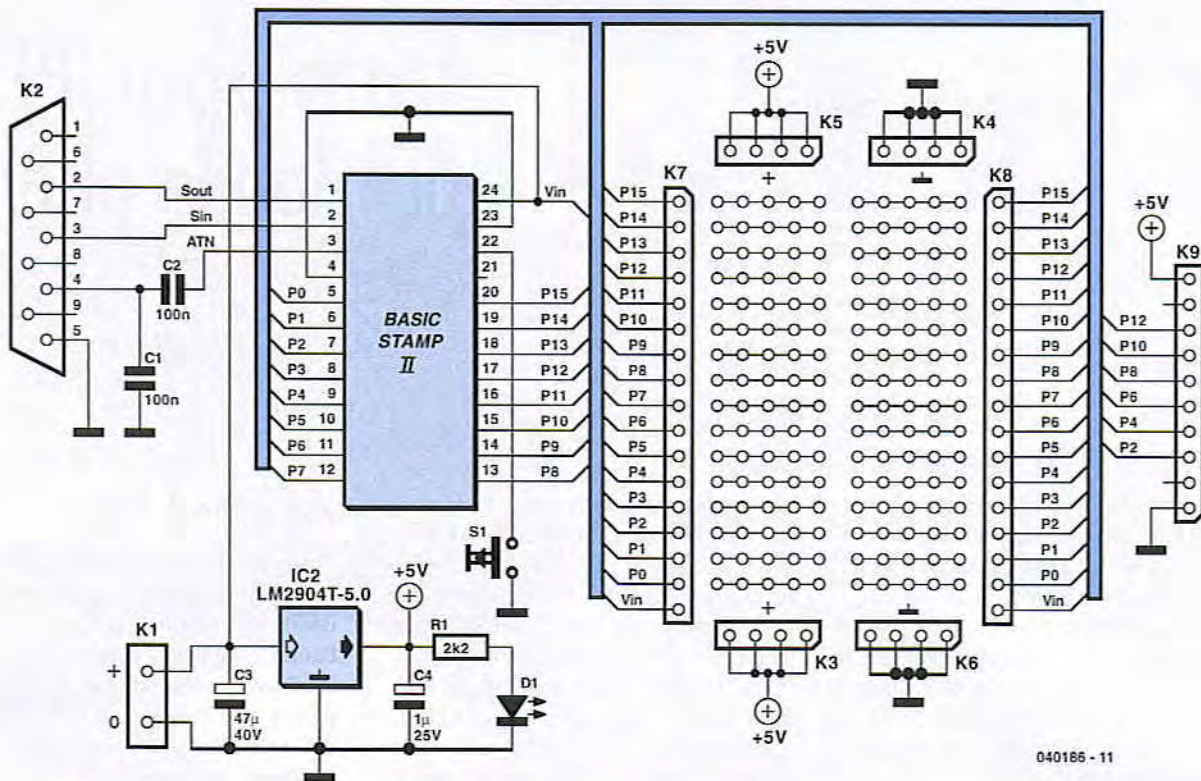 K2
1
6
2
7
3
8
4
9
5
Sout
Sin
ATN
C2
100n
C1
100n
1
2
3
4
5
6
7
8
9
10
11
12
P0
P1
P2
P3
P4
P5
P6
P7
BASIC
STAMP
II
24
23
22
21
20
19
18
17
16
15
14
13
Vin
P15
P14
P13
P12
P11
P10
P9
P8
S1
K1
+
0
C3
47µ
40V
IC2
LM2904T-5.0
+5V
C4
1µ
25V
R1
2k2
D1
K7
P15
P14
P13
P12
P11
P10
P9
P8
P7
P6
P5
P4
P3
P2
P1
P0
Vin
+5V
K5
+
K4
+
K3
+5V
K6
K8
P15
P14
P13
P12
P11
P10
P9
P8
P7
P6
P5
P4
P3
P2
P1
P0
Vin
+5V
K9
P12
P10
P8
P6
P4
P2
040186 - 11